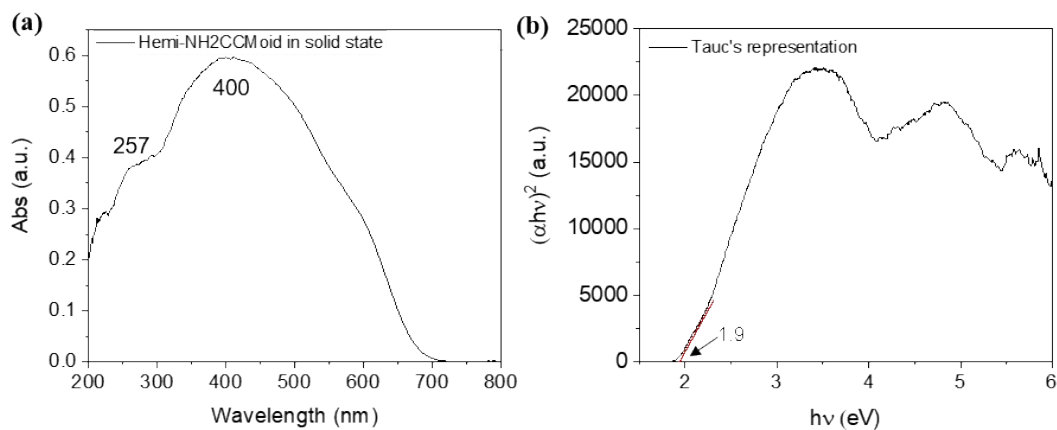 (a)
Hemi-NH2CCMoid in solid state
400
257
Abs (a.u.)
0.6
0.5
0.4
0.3
0.2
0.1
0.0
200 300 400 500 600 700 800
Wavelength (nm)
(b)
Tauc's representation
(αhν)²(a.u.)
25000
20000
15000
10000
5000
0
1.9
2 3 4 5 6
hν (eV)